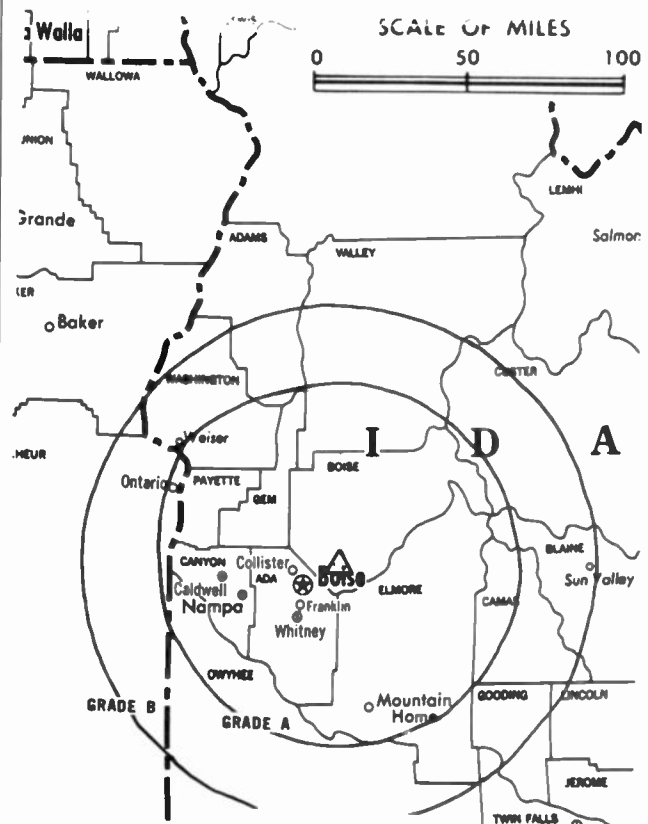 Walla
SCALE OF MILES
0 50 100
WALLOWA
LEMHI
Grande
ADAMS
VALLEY
Salmon
Baker
CUSTER
WASHINGTON
I D A
Weiser
BOISE
Ontario
PAYETTE
GEM
BLAINE
CANYON
Collister
ADA
Boise
Sun Valley
Caldwell
ELMORE
Nampa
Franklin
CAMAS
Whitney
OWYHEE
GOODING
LINCOLN
GRADE B
Mountain
Home
GRADE A
JEROME
TWIN FALLS